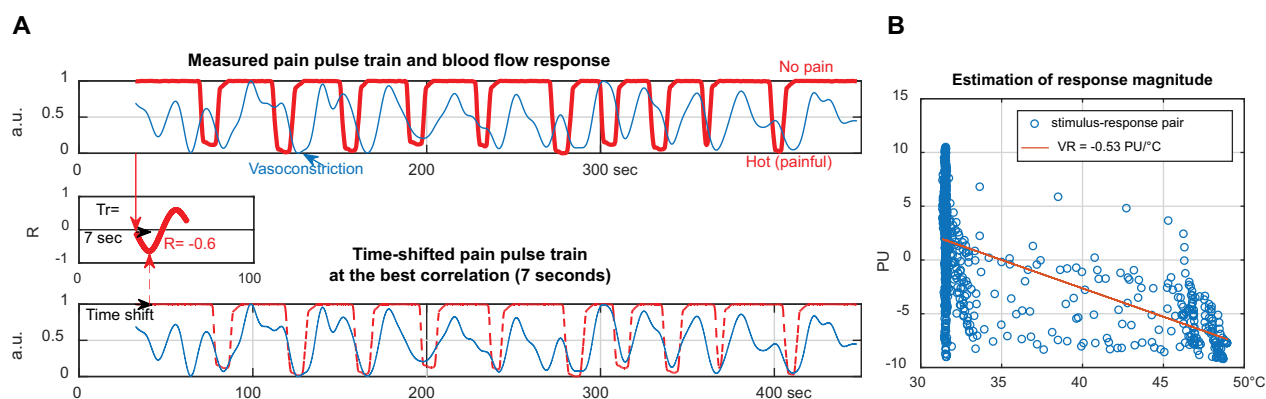 A
Measured pain pulse train and blood flow response
No pain
1
0.5
0
a.u.
Vasoconstriction
Hot (painful)
0
200
300 sec
1
0
-1
R
Tr=
7 sec
R= -0.6
0
100
Time-shifted pain pulse train
at the best correlation (7 seconds)
1
0.5
0
a.u.
Time shift
0
100
200
300
400 sec
B
Estimation of response magnitude
15
10
5
0
-5
-10
PU
stimulus-response pair
VR = -0.53 PU/°C
30
35
40
45
50°C